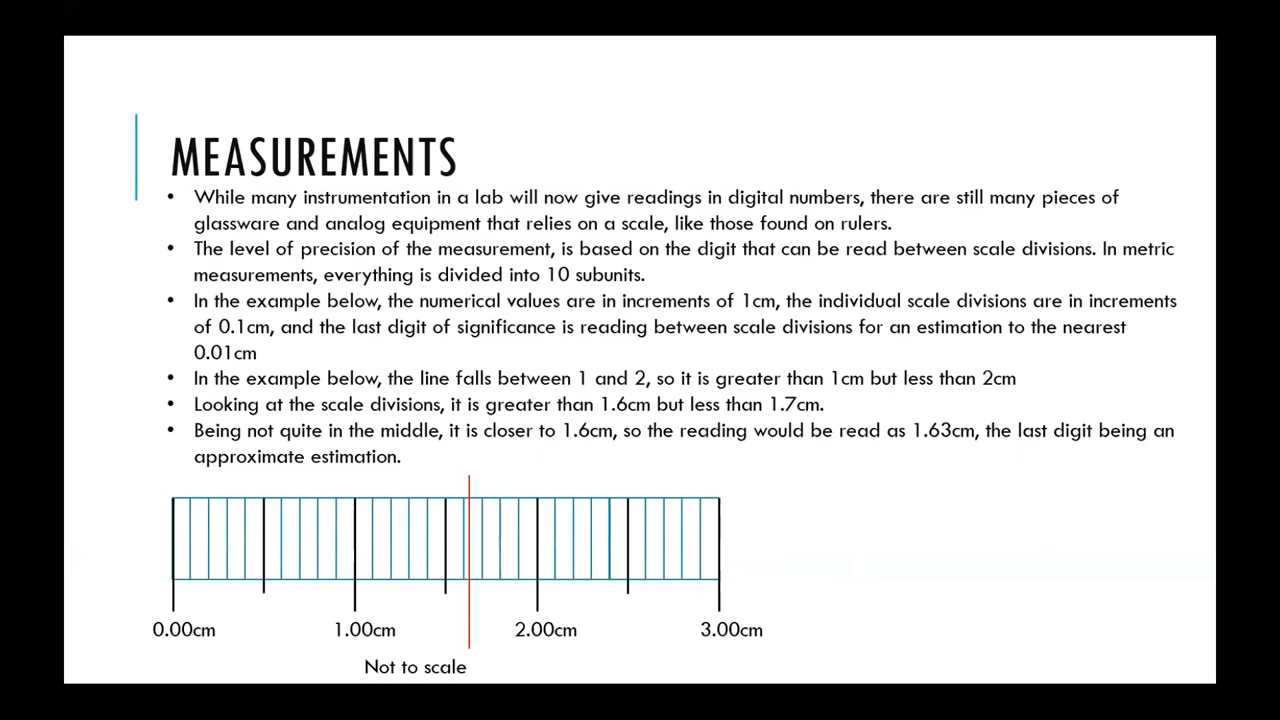 MEASUREMENTS
• While many instrumentation in a lab will now give readings in digital numbers, there are still many pieces of
glassware and analog equipment that relies on a scale, like those found on rulers.
• The level of precision of the measurement, is based on the digit that can be read between scale divisions. In metric
measurements, everything is divided into 10 subunits.
• In the example below, the numerical values are in increments of 1cm, the individual scale divisions are in increments
of 0.1cm, and the last digit of significance is reading between scale divisions for an estimation to the nearest
0.01cm
• In the example below, the line falls between 1 and 2, so it is greater than 1cm but less than 2cm
• Looking at the scale divisions, it is greater than 1.6cm but less than 1.7cm.
• Being not quite in the middle, it is closer to 1.6cm, so the reading would be read as 1.63cm, the last digit being an
approximate estimation.
0.00cm 1.00cm 2.00cm 3.00cm
Not to scale